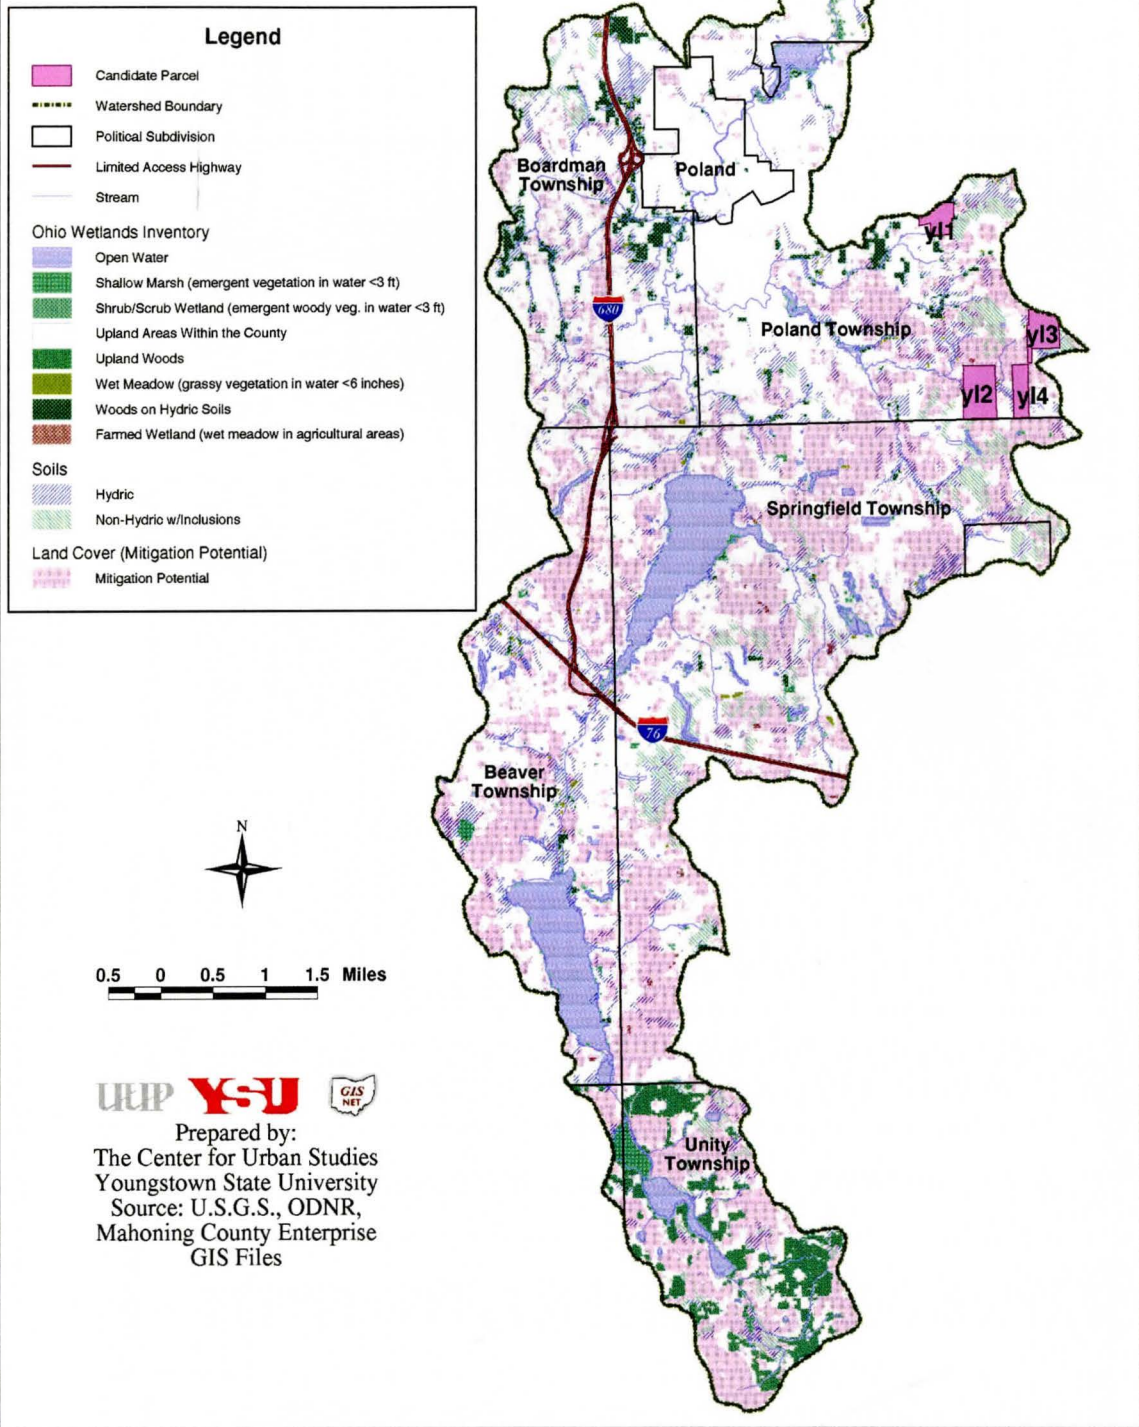 Legend
Candidate Parcel
Watershed Boundary
Political Subdivision
Limited Access Highway
Stream
Ohio Wetlands Inventory
Open Water
Shallow Marsh (emergent vegetation in water <3 ft)
Shrub/Scrub Wetland (emergent woody veg. in water <3 ft)
Upland Areas Within the County
Upland Woods
Wet Meadow (grassy vegetation in water <6 inches)
Woods on Hydric Soils
Farmed Wetland (wet meadow in agricultural areas)
Soils
Hydric
Non-Hydric w/Inclusions
Land Cover (Mitigation Potential)
Mitigation Potential
Boardman
Township
Poland
yl1
680
Poland Township
yl3
yl2
yl4
Springfield Township
76
Beaver
Township
Unity
Township
N
0.5 0 0.5 1 1.5 Miles
UUP YSU GIS
NET
Prepared by:
The Center for Urban Studies
Youngstown State University
Source: U.S.G.S., ODNR,
Mahoning County Enterprise
GIS Files